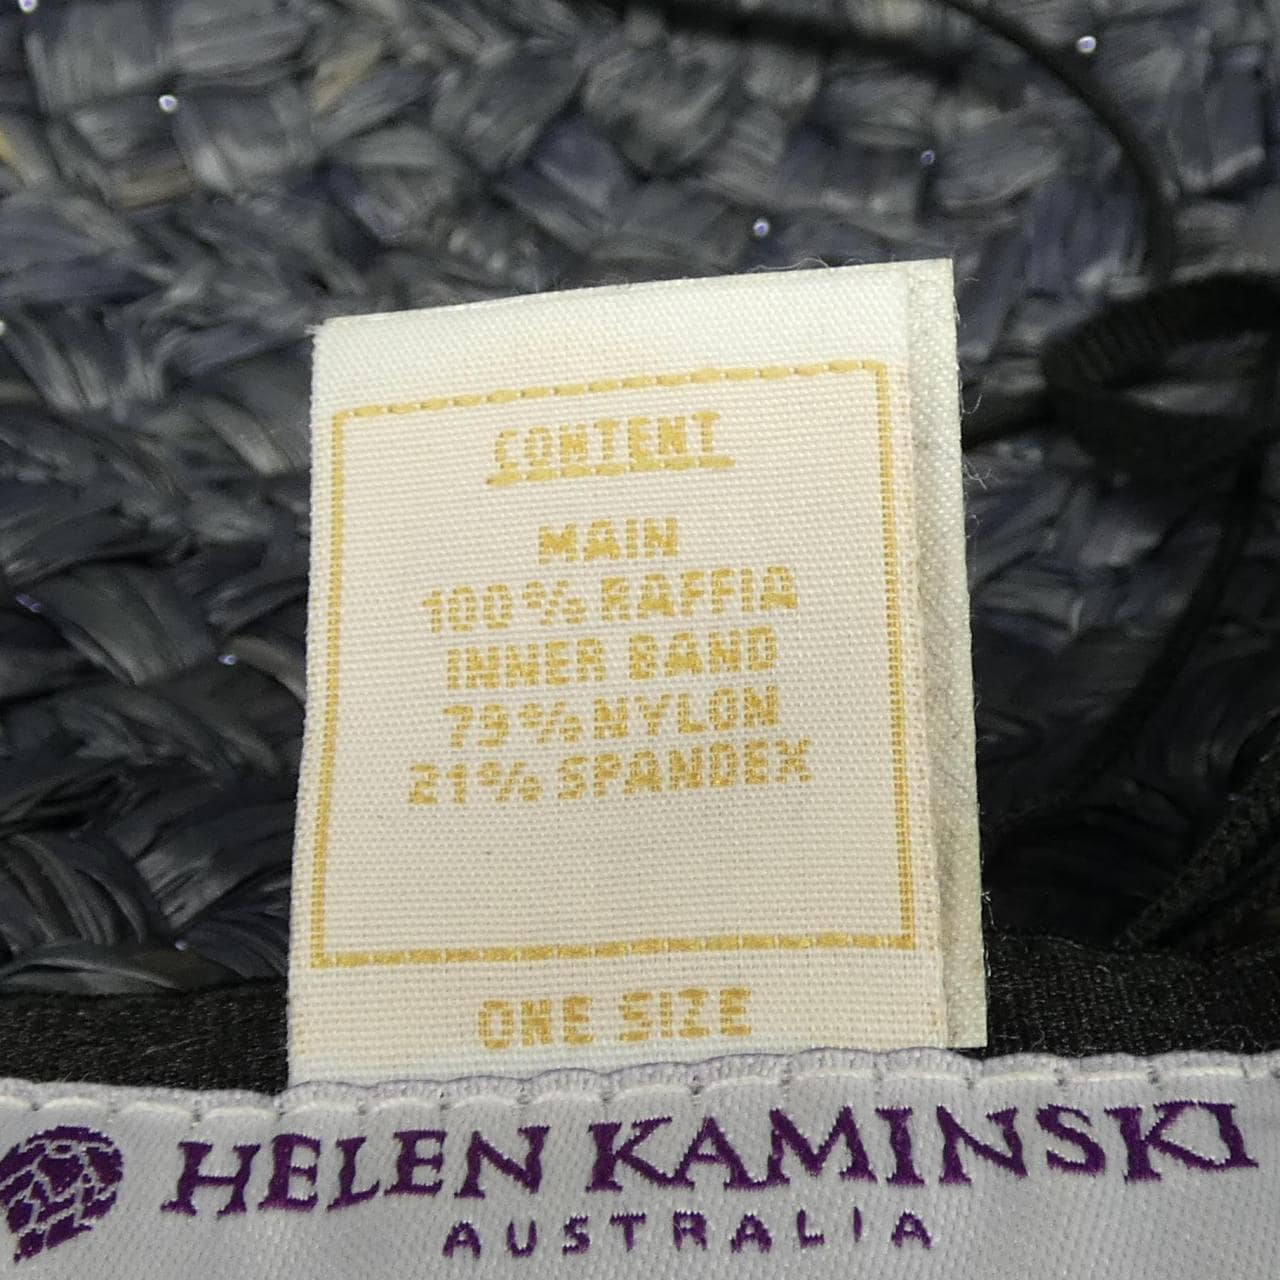 CONTENT
MAIN
100% RAFFIA
INNER BAND
79% NYLON
21% SPANDEX
ONE SIZE
HELEN KAMINSKI
AUSTRALIA